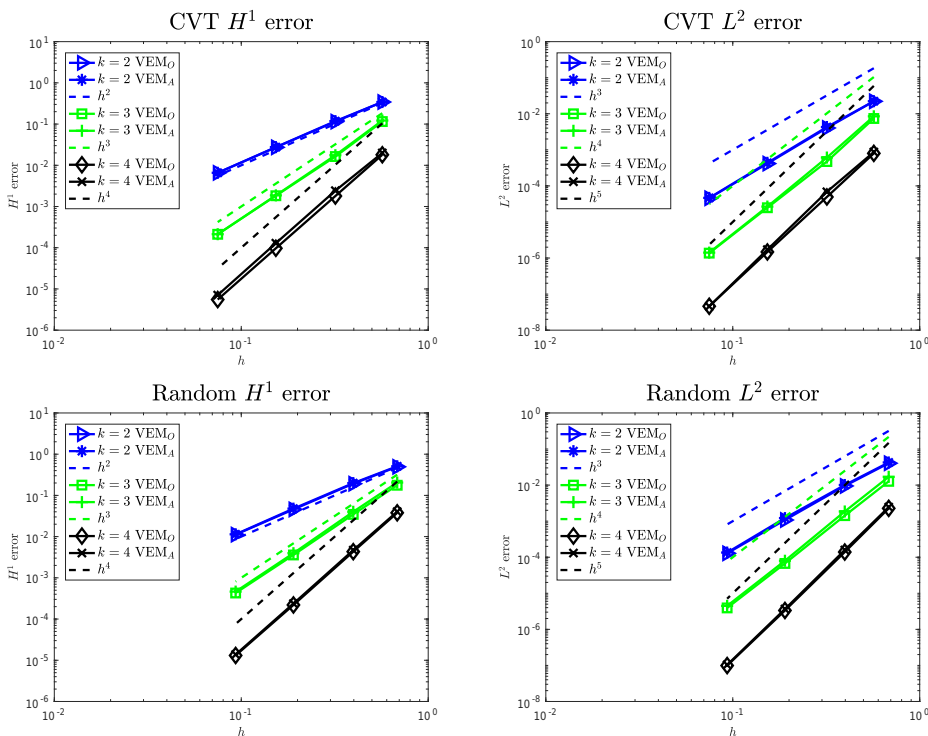 CVT H¹ error
10¹
10⁰
10⁻¹
10⁻²
10⁻³
10⁻⁴
10⁻⁵
10⁻⁶
H¹ error
k = 2 VEM_O
k = 2 VEM_A
h²
k = 3 VEM_O
k = 3 VEM_A
h³
k = 4 VEM_O
k = 4 VEM_A
h⁴
10⁻² 10⁻¹ 10⁰
h
CVT L² error
10⁰
10⁻²
10⁻⁴
10⁻⁶
10⁻⁸
L² error
k = 2 VEM_O
k = 2 VEM_A
h³
k = 3 VEM_O
k = 3 VEM_A
h⁴
k = 4 VEM_O
k = 4 VEM_A
h⁵
10⁻² 10⁻¹ 10⁰
h
Random H¹ error
10¹
10⁰
10⁻¹
10⁻²
10⁻³
10⁻⁴
10⁻⁵
10⁻⁶
H¹ error
k = 2 VEM_O
k = 2 VEM_A
h²
k = 3 VEM_O
k = 3 VEM_A
h³
k = 4 VEM_O
k = 4 VEM_A
h⁴
10⁻² 10⁻¹ 10⁰
h
Random L² error
10⁰
10⁻²
10⁻⁴
10⁻⁶
10⁻⁸
L² error
k = 2 VEM_O
k = 2 VEM_A
h³
k = 3 VEM_O
k = 3 VEM_A
h⁴
k = 4 VEM_O
k = 4 VEM_A
h⁵
10⁻² 10⁻¹ 10⁰
h